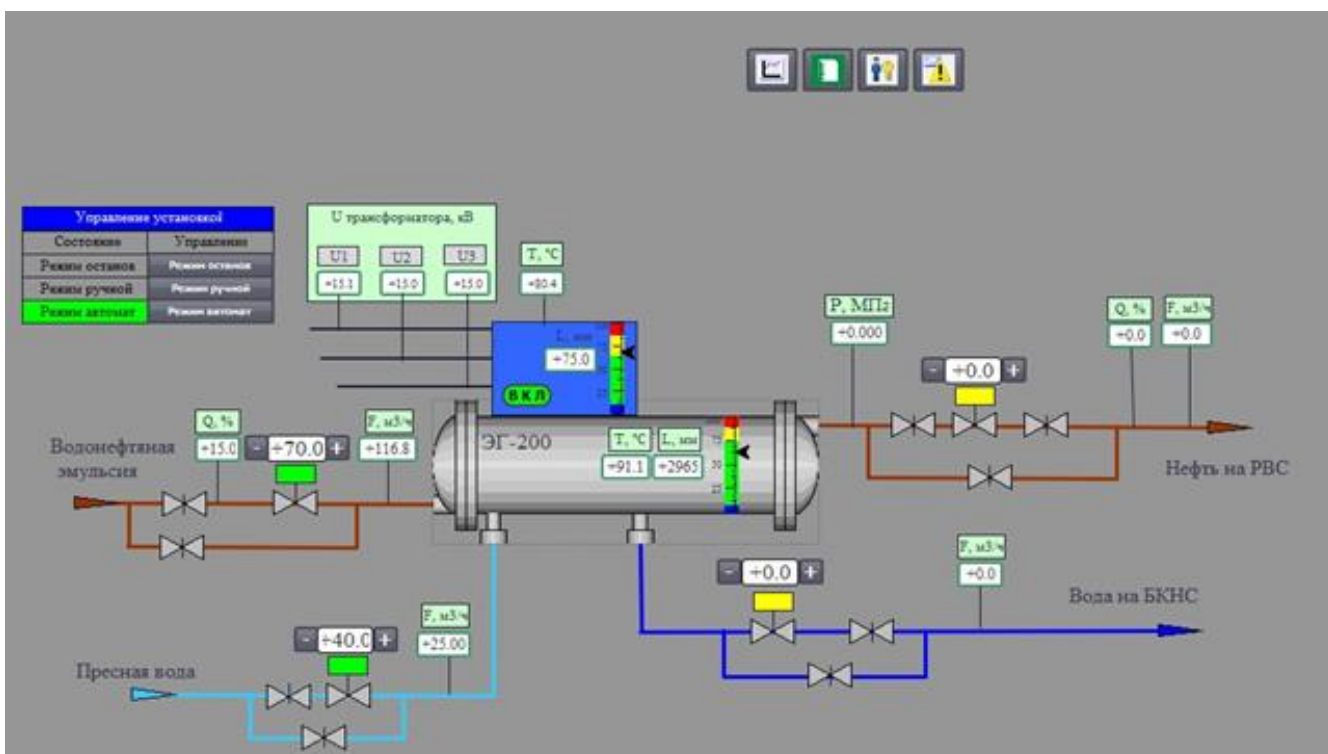 Управление установкой
Состояние Управление
Режим останов Режим останов
Режим ручной Режим ручной
Режим автомат Режим автомат
U трансформатора, кВ
U1 U2 U3
+15.1 +15.0 +15.0
T, °C
+80.4
L, мм
+75.0
ВКЛ
P, МПа
+0.000
Q, %
+0.0
F, м3/ч
+0.0
- +0.0 +
Нефть на РВС
Водонефтяная
эмульсия
Q, %
+15.0
- +70.0 +
F, м3/ч
+116.8
ЭГ-200
T, °C L, мм
+91.1 +2965
75
50
25
Пресная вода
- +40.0 +
F, м3/ч
+25.00
- +0.0 +
F, м3/ч
+0.0
Вода на БКНС